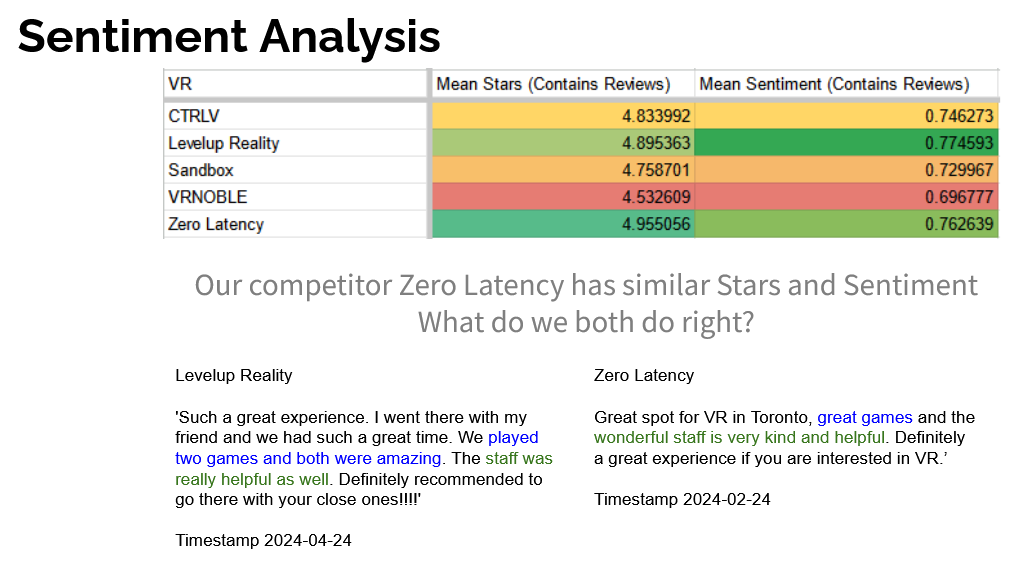 Sentiment Analysis
VR Mean Stars (Contains Reviews) Mean Sentiment (Contains Reviews)
CTRLV 4.833992 0.746273
Levelup Reality 4.895363 0.774593
Sandbox 4.758701 0.729967
VRNOBLE 4.532609 0.696777
Zero Latency 4.955056 0.762639
Our competitor Zero Latency has similar Stars and Sentiment
What do we both do right?
Levelup Reality
'Such a great experience. I went there with my
friend and we had such a great time. We played
two games and both were amazing. The staff was
really helpful as well. Definitely recommended to
go there with your close ones!!!!'
Timestamp 2024-04-24
Zero Latency
Great spot for VR in Toronto, great games and the
wonderful staff is very kind and helpful. Definitely
a great experience if you are interested in VR.’
Timestamp 2024-02-24